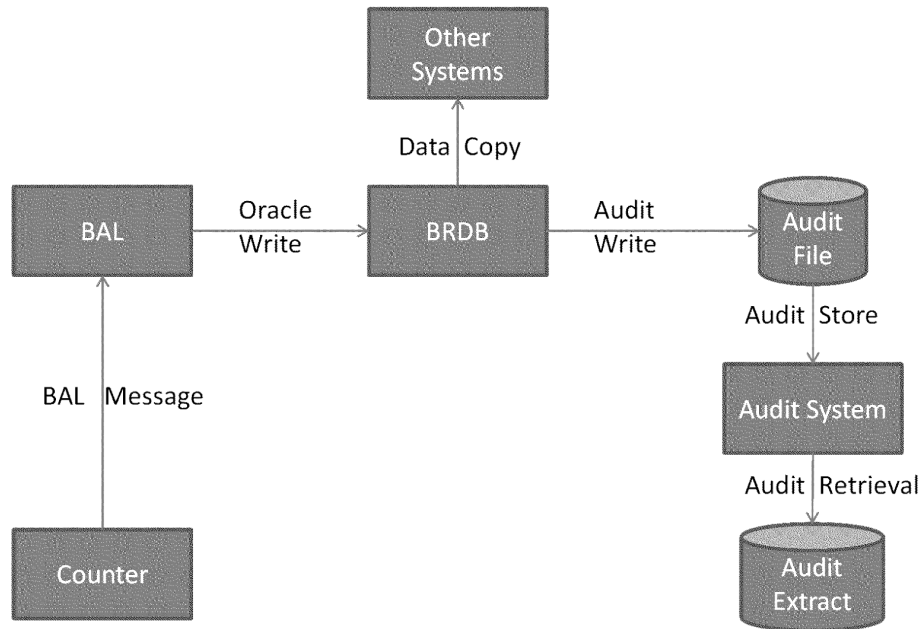 Other
Systems
Data Copy
BAL
Oracle
Write
BRDB
Audit
Write
Audit
File
Audit Store
BAL Message
Audit System
Audit Retrieval
Counter
Audit
Extract